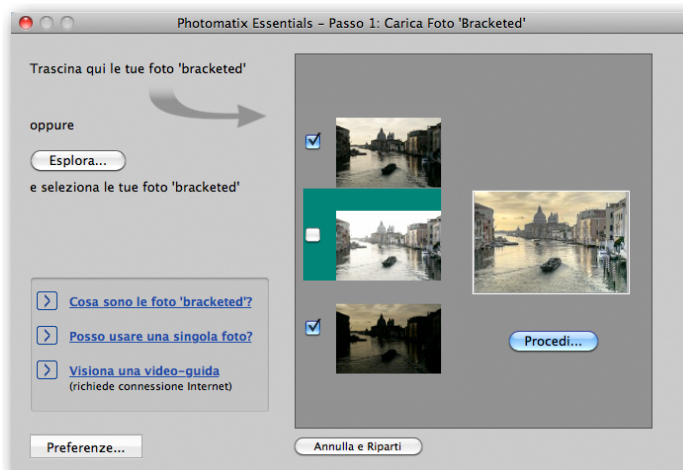 Photomatix Essentials - Passo 1: Carica Foto 'Bracketed'
Trascina qui le tue foto 'bracketed'
oppure
Esplora...
e seleziona le tue foto 'bracketed'
Cosa sono le foto 'bracketed'?
Posso usare una singola foto?
Visiona una video-guida
(richiede connessione Internet)
Preferenze...
Procedi...
Annulla e Riparti